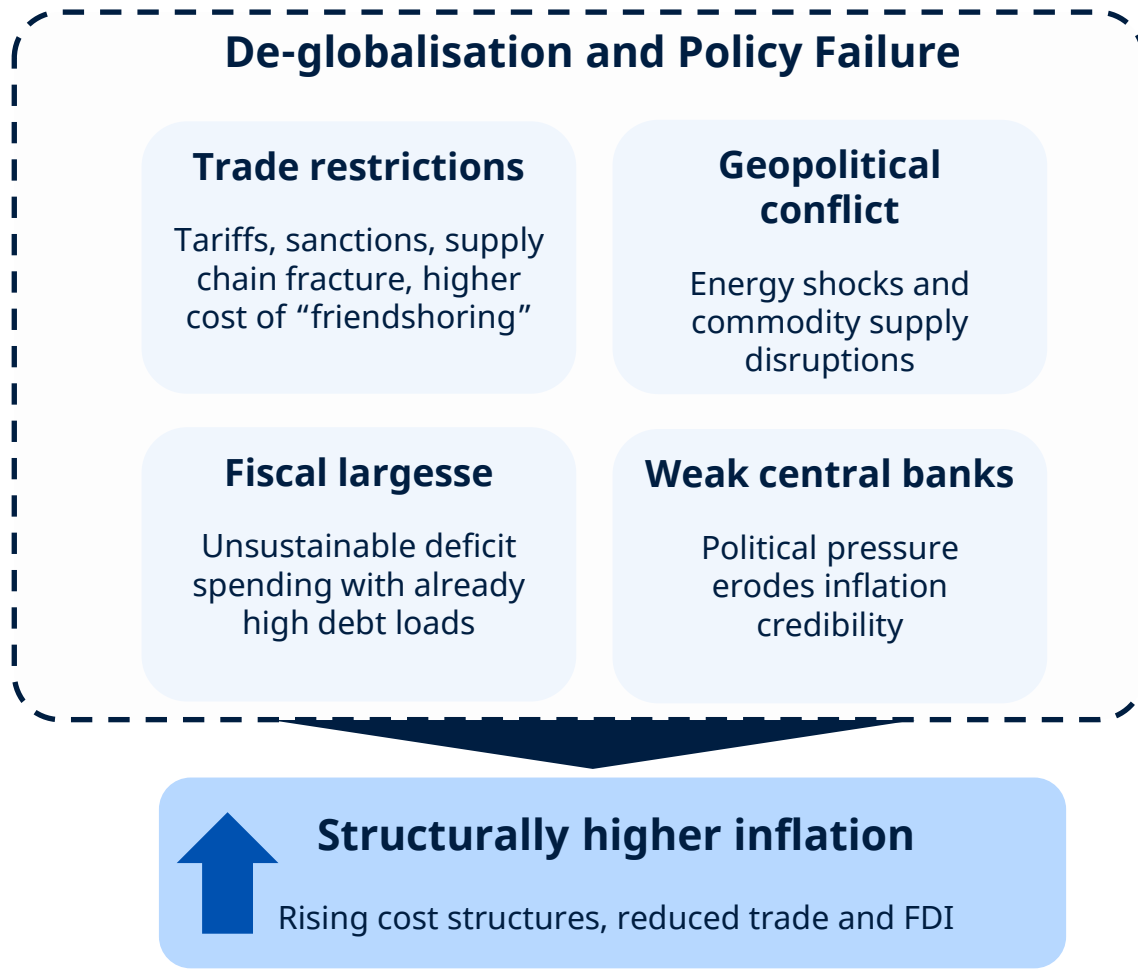 De-globalisation and Policy Failure
Trade restrictions
Tariffs, sanctions, supply
chain fracture, higher
cost of “friendshoring”
Geopolitical
conflict
Energy shocks and
commodity supply
disruptions
Fiscal largesse
Unsustainable deficit
spending with already
high debt loads
Weak central banks
Political pressure
erodes inflation
credibility
Structurally higher inflation
Rising cost structures, reduced trade and FDI